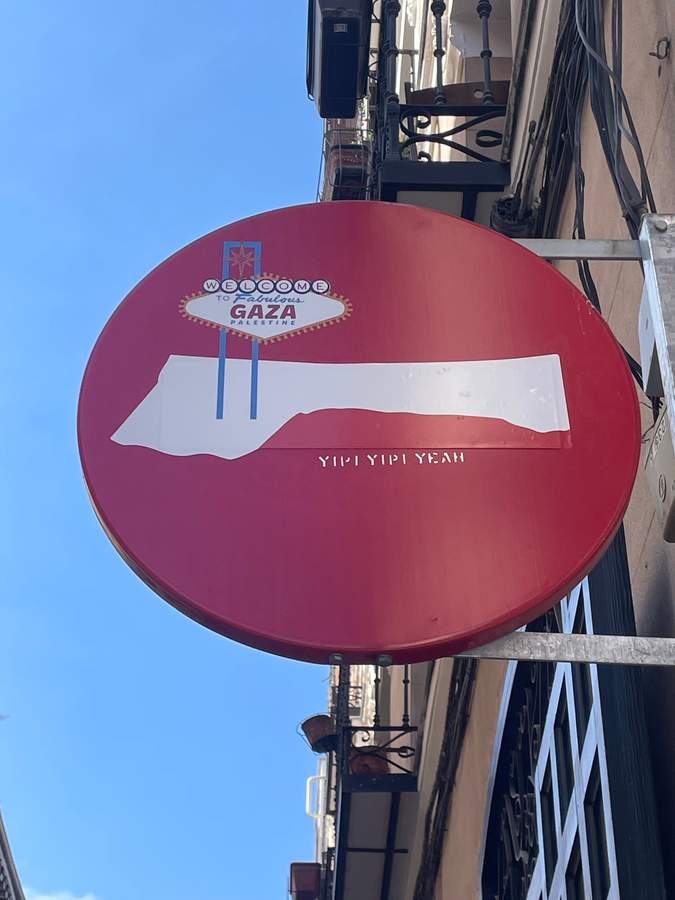 WELCOME
TO Fabulous
GAZA
PALESTINE
YIPI YIPI YEAH